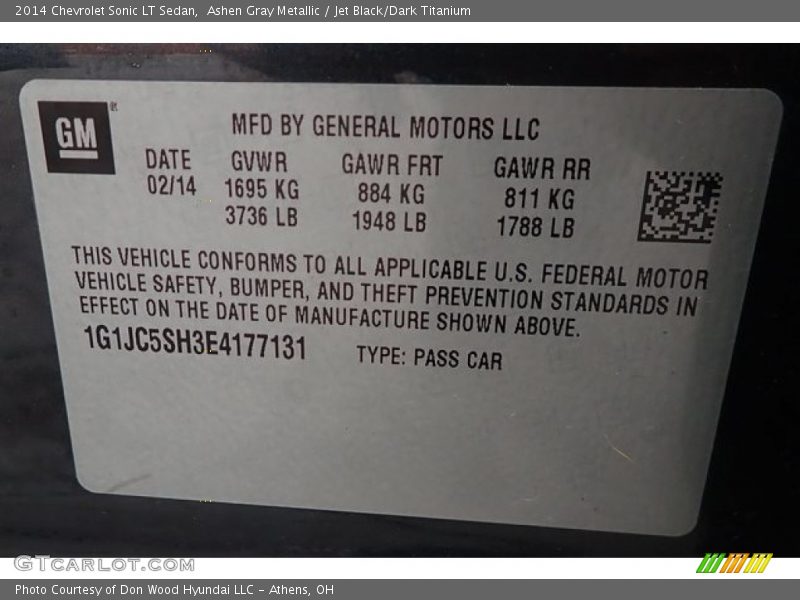 2014 Chevrolet Sonic LT Sedan,  Ashen Gray Metallic / Jet Black/Dark Titanium
GM ®
MFD BY GENERAL MOTORS LLC
DATE GVWR GAWR FRT GAWR RR
02/14 1695 KG 884 KG 811 KG
3736 LB 1948 LB 1788 LB
THIS VEHICLE CONFORMS TO ALL APPLICABLE U.S. FEDERAL MOTOR
VEHICLE SAFETY, BUMPER, AND THEFT PREVENTION STANDARDS IN
EFFECT ON THE DATE OF MANUFACTURE SHOWN ABOVE.
1G1JC5SH3E4177131 TYPE: PASS CAR
GTCARLOT.COM
Photo Courtesy of Don Wood Hyundai LLC - Athens, OH